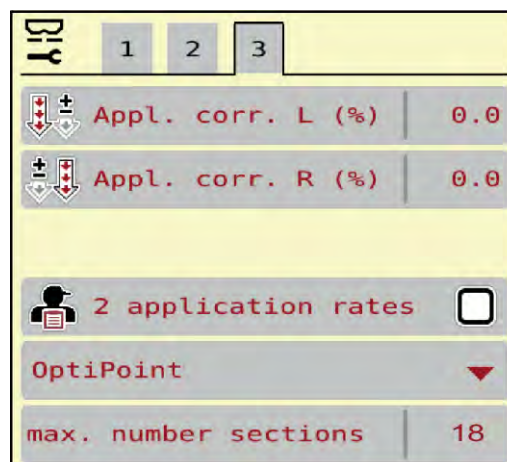 1 2 3
Appl. corr. L (%) 0.0
Appl. corr. R (%) 0.0
2 application rates
OptiPoint
max. number sections 18